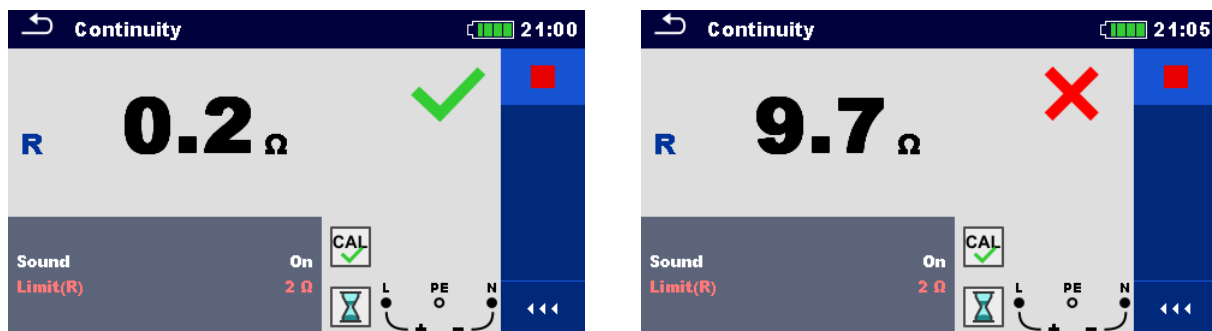 Continuity 21:00
R 0.2 Ω
CAL
Sound On
Limit(R) 2 Ω
L PE N
+ -
Continuity 21:05
R 9.7 Ω
CAL
Sound On
Limit(R) 2 Ω
L PE N
+ -